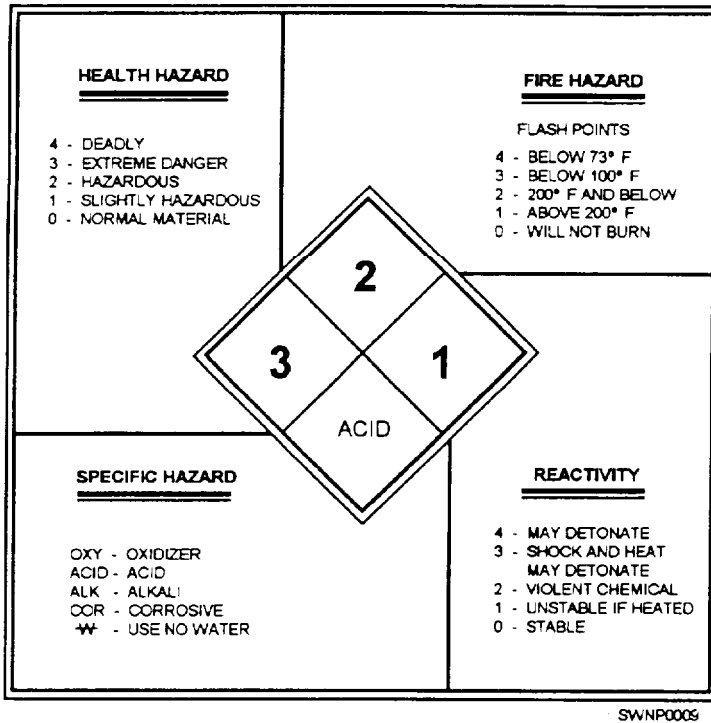 HEALTH HAZARD
4 - DEADLY
3 - EXTREME DANGER
2 - HAZARDOUS
1 - SLIGHTLY HAZARDOUS
0 - NORMAL MATERIAL
FIRE HAZARD
FLASH POINTS
4 - BELOW 73° F
3 - BELOW 100° F
2 - 200° F AND BELOW
1 - ABOVE 200° F
0 - WILL NOT BURN
2
3
1
ACID
SPECIFIC HAZARD
OXY - OXIDIZER
ACID - ACID
ALK - ALKALI
COR - CORROSIVE
W - USE NO WATER
REACTIVITY
4 - MAY DETONATE
3 - SHOCK AND HEAT
MAY DETONATE
2 - VIOLENT CHEMICAL
1 - UNSTABLE IF HEATED
0 - STABLE
SWNP0009